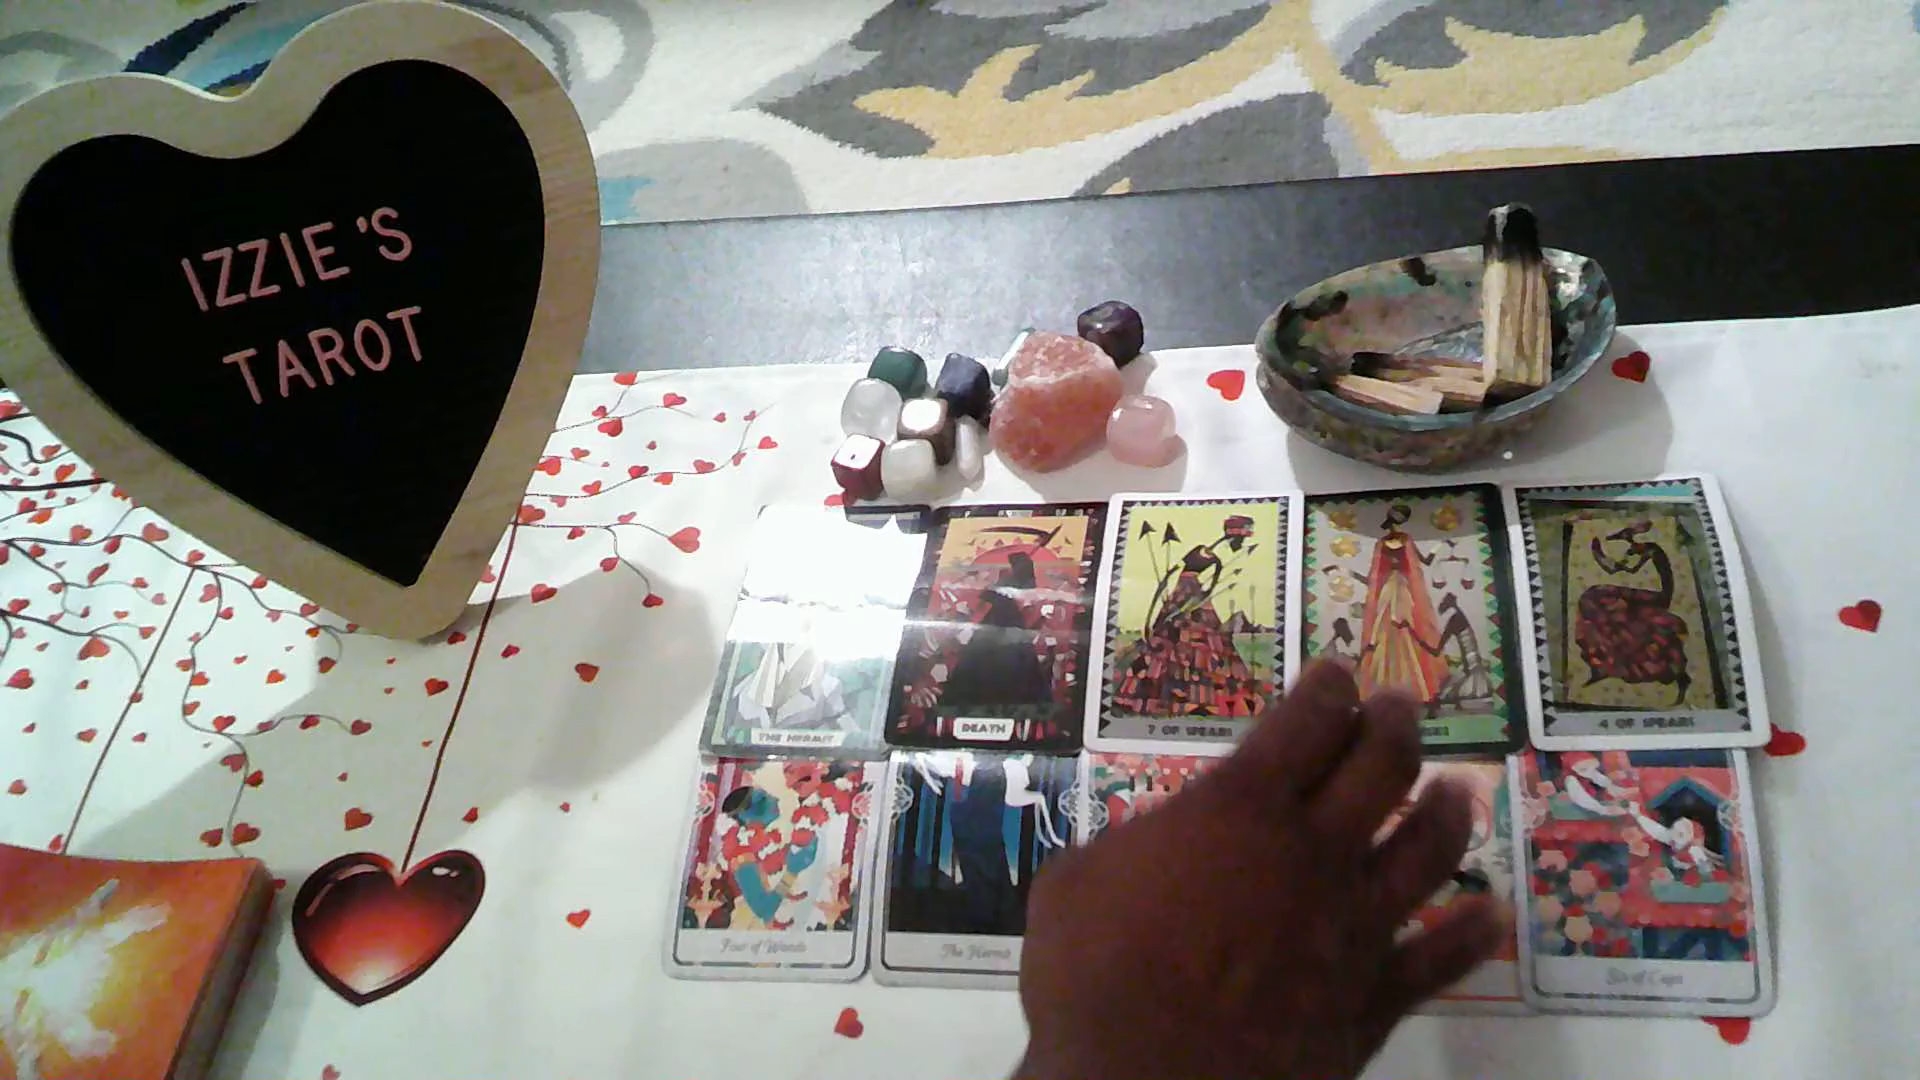 IZZIE'S
TAROT
THE HERMIT
DEATH
7 OF SPEARS
4 OF SPEARS
Four of Wands
The Hermit
Six of Cups